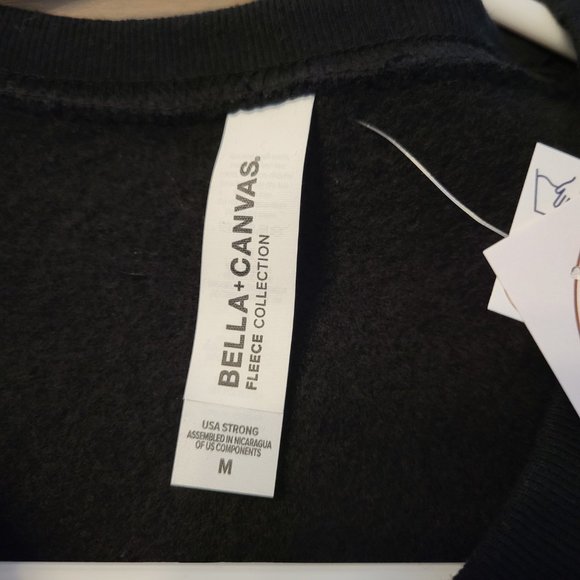 BELLA+CANVAS®
FLEECE COLLECTION
USA STRONG
ASSEMBLED IN NICARAGUA
OF US COMPONENTS
M